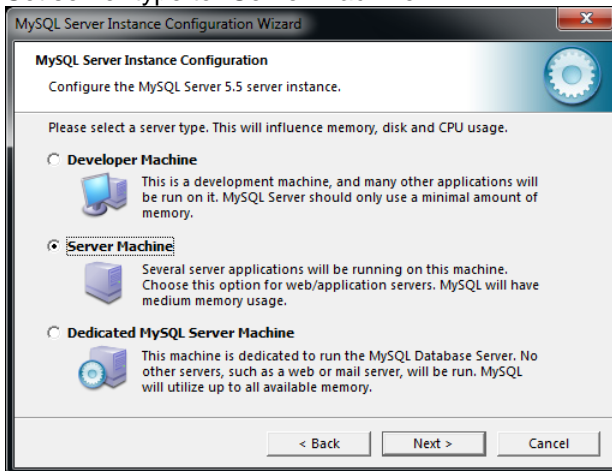 MySQL Server Instance Configuration Wizard
MySQL Server Instance Configuration
Configure the MySQL Server 5.5 server instance.
Please select a server type. This will influence memory, disk and CPU usage.
Developer Machine
This is a development machine, and many other applications will
be run on it. MySQL Server should only use a minimal amount of
memory.
Server Machine
Several server applications will be running on this machine.
Choose this option for web/application servers. MySQL will have
medium memory usage.
Dedicated MySQL Server Machine
This machine is dedicated to run the MySQL Database Server. No
other servers, such as a web or mail server, will be run. MySQL
will utilize up to all available memory.
< Back Next > Cancel